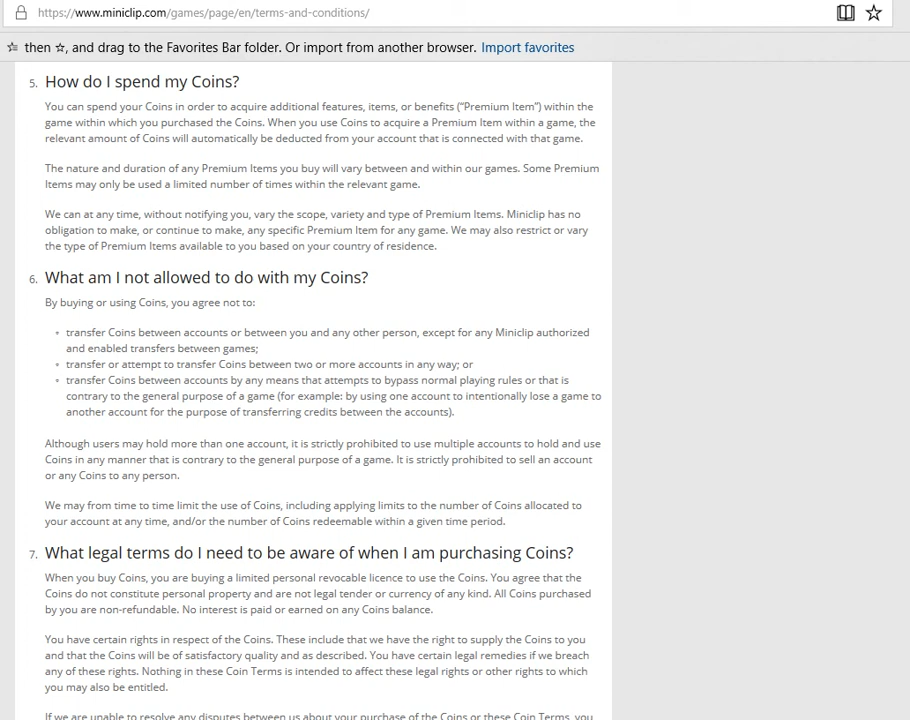 https://www.miniclip.com/games/page/en/terms-and-conditions/
then ☆, and drag to the Favorites Bar folder. Or import from another browser. Import favorites
5. How do I spend my Coins?
You can spend your Coins in order to acquire additional features, items, or benefits (“Premium Item”) within the
game within which you purchased the Coins. When you use Coins to acquire a Premium Item within a game, the
relevant amount of Coins will automatically be deducted from your account that is connected with that game.
The nature and duration of any Premium Items you buy will vary between and within our games. Some Premium
Items may only be used a limited number of times within the relevant game.
We can at any time, without notifying you, vary the scope, variety and type of Premium Items. Miniclip has no
obligation to make, or continue to make, any specific Premium Item for any game. We may also restrict or vary
the type of Premium Items available to you based on your country of residence.
6. What am I not allowed to do with my Coins?
By buying or using Coins, you agree not to:
transfer Coins between accounts or between you and any other person, except for any Miniclip authorized
and enabled transfers between games;
transfer or attempt to transfer Coins between two or more accounts in any way; or
transfer Coins between accounts by any means that attempts to bypass normal playing rules or that is
contrary to the general purpose of a game (for example: by using one account to intentionally lose a game to
another account for the purpose of transferring credits between the accounts).
Although users may hold more than one account, it is strictly prohibited to use multiple accounts to hold and use
Coins in any manner that is contrary to the general purpose of a game. It is strictly prohibited to sell an account
or any Coins to any person.
We may from time to time limit the use of Coins, including applying limits to the number of Coins allocated to
your account at any time, and/or the number of Coins redeemable within a given time period.
7. What legal terms do I need to be aware of when I am purchasing Coins?
When you buy Coins, you are buying a limited personal revocable licence to use the Coins. You agree that the
Coins do not constitute personal property and are not legal tender or currency of any kind. All Coins purchased
by you are non-refundable. No interest is paid or earned on any Coins balance.
You have certain rights in respect of the Coins. These include that we have the right to supply the Coins to you
and that the Coins will be of satisfactory quality and as described. You have certain legal remedies if we breach
any of these rights. Nothing in these Coin Terms is intended to affect these legal rights or other rights to which
you may also be entitled.
If we are unable to resolve any disputes between us about your purchase of the Coins or these Coin Terms, you